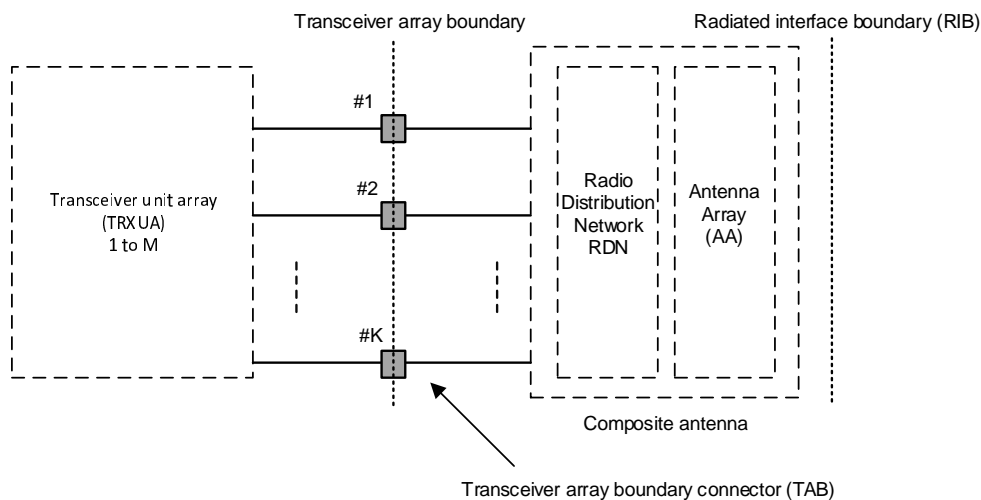 Transceiver array boundary
Radiated interface boundary (RIB)
#1
#2
#K
Transceiver unit array
(TRXUA)
1 to M
Radio
Distribution
Network
RDN
Antenna
Array
(AA)
Composite antenna
Transceiver array boundary connector (TAB)